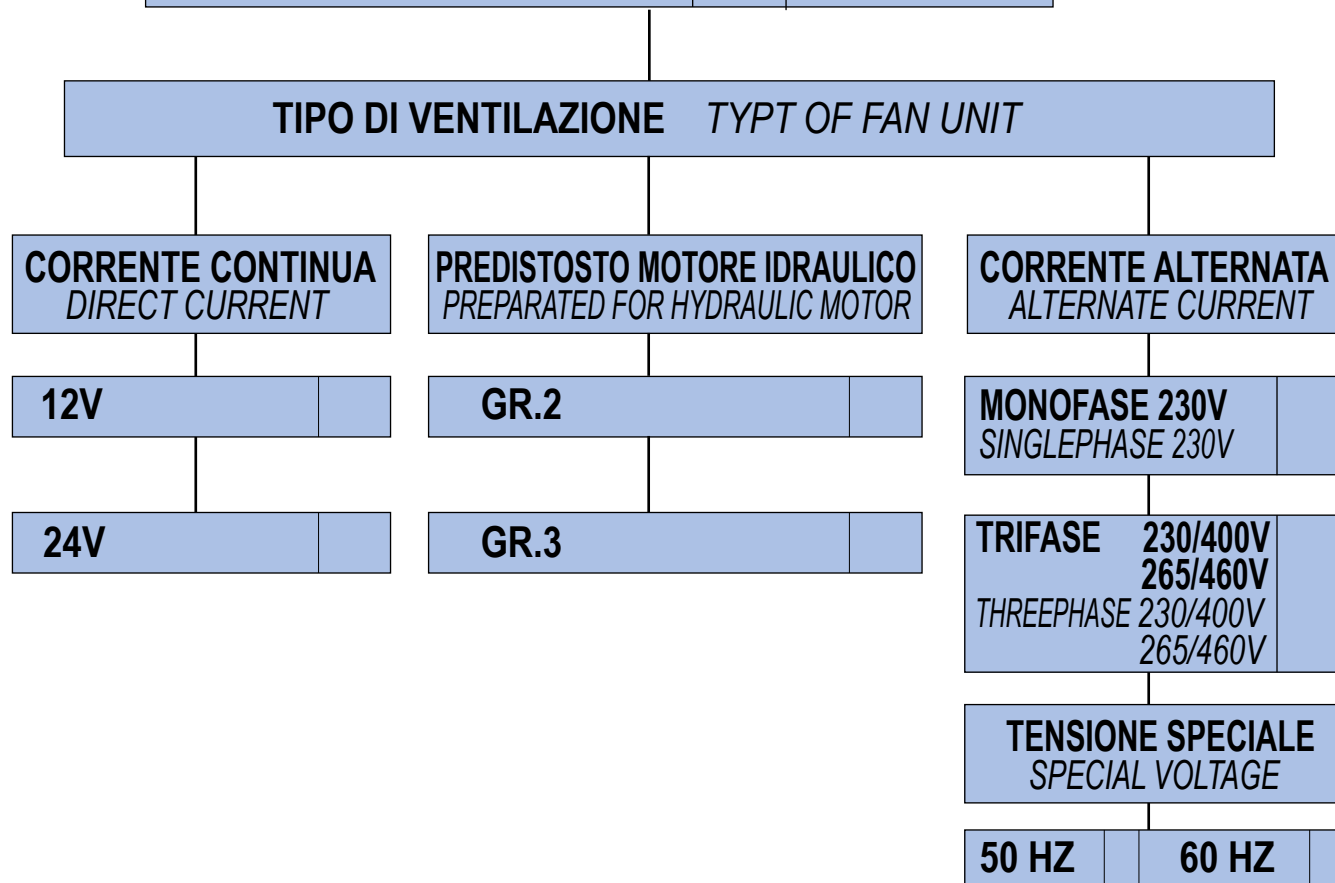 TIPO DI VENTILAZIONE TYPT OF FAN UNIT
CORRENTE CONTINUA
DIRECT CURRENT
12V
24V
PREDISTOSTO MOTORE IDRAULICO
PREPARATED FOR HYDRAULIC MOTOR
GR.2
GR.3
CORRENTE ALTERNATA
ALTERNATE CURRENT
MONOFASE 230V
SINGLEPHASE 230V
TRIFASE 230/400V
265/460V
THREEPHASE 230/400V
265/460V
TENSIONE SPECIALE
SPECIAL VOLTAGE
50 HZ 60 HZ